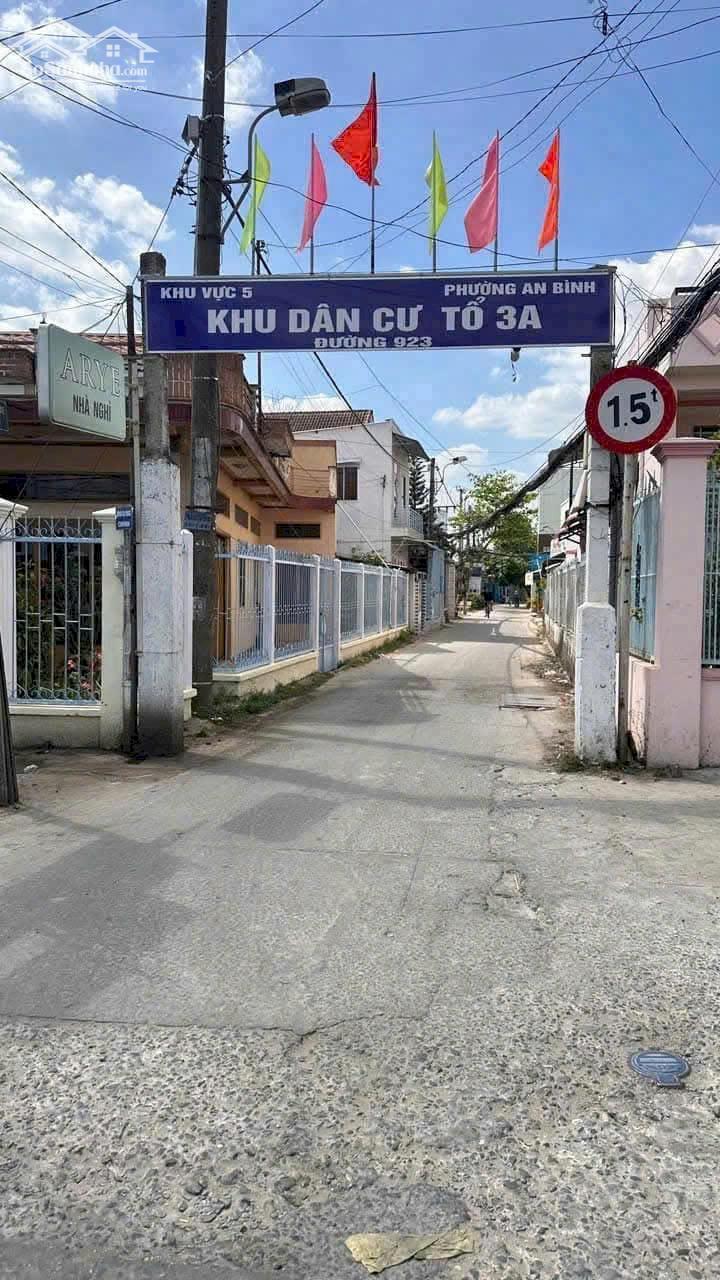 KHU VỰC 5
PHƯỜNG AN BÌNH
KHU DÂN CƯ TỔ 3A
ĐƯỜNG 923
ARYE
NHÀ NGHỈ
1.5t